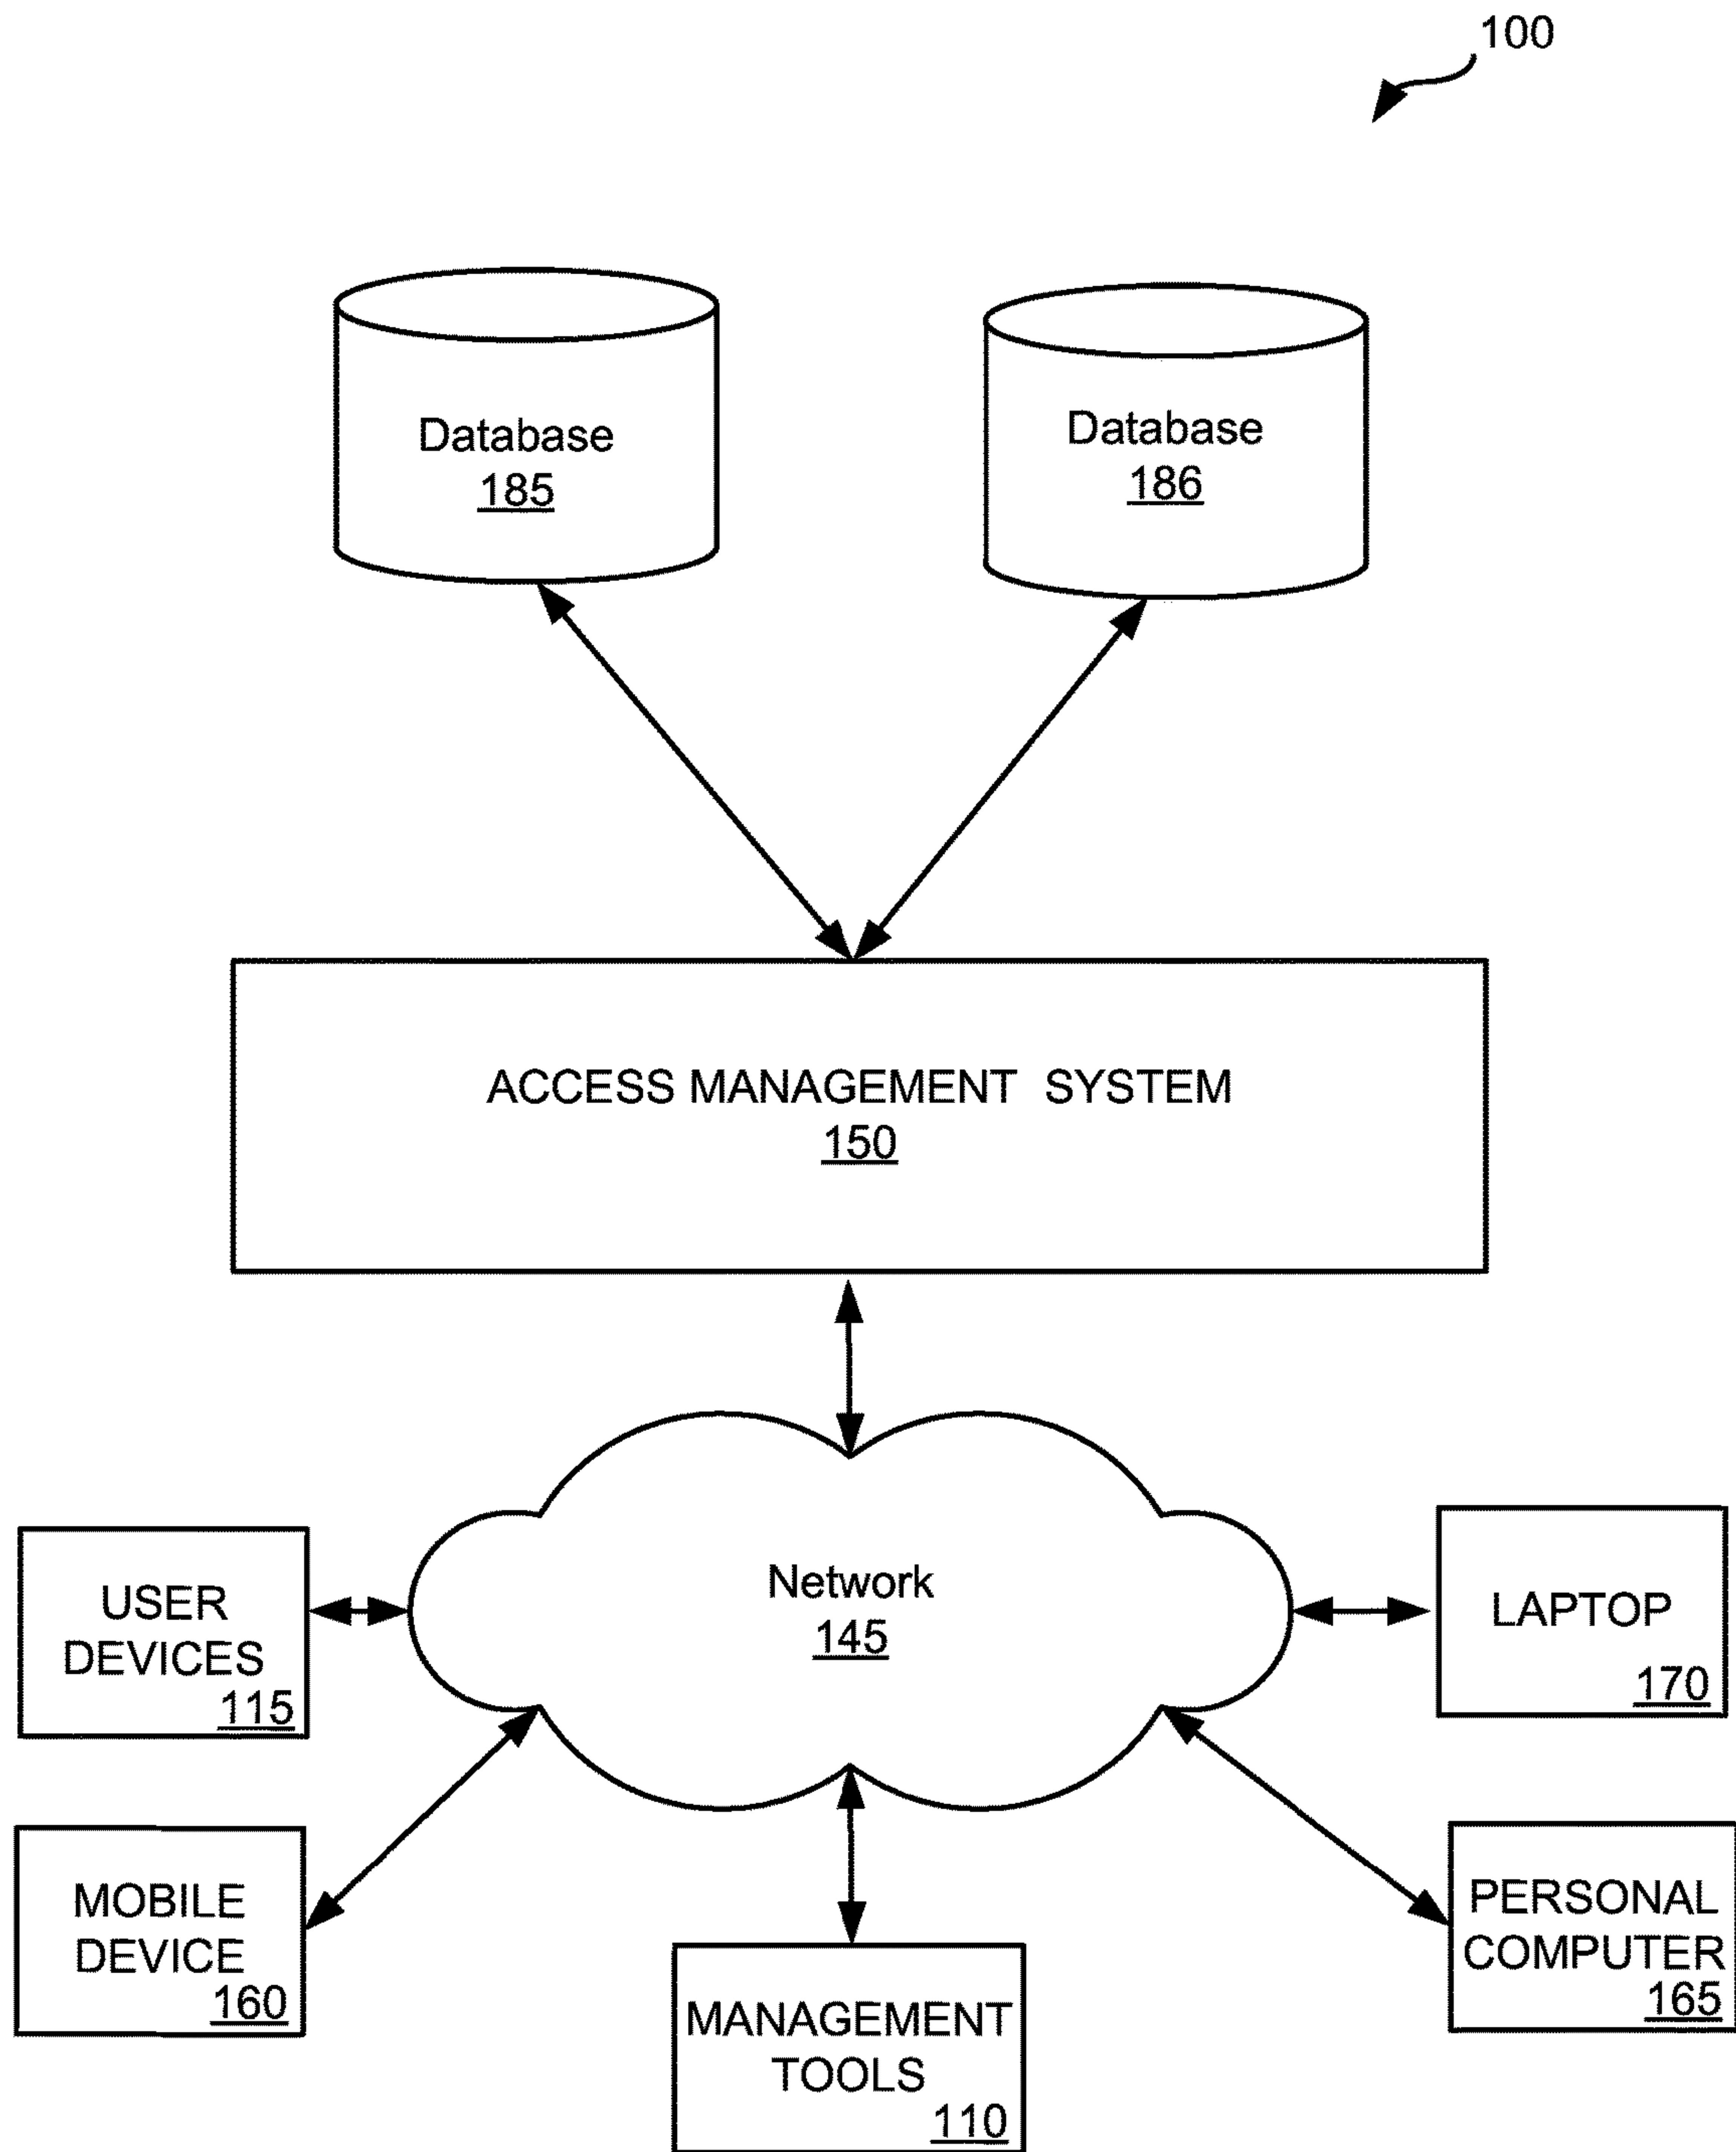 100
Database
185
Database
186
ACCESS MANAGEMENT SYSTEM
150
Network
145
USER
DEVICES
115
LAPTOP
170
MOBILE
DEVICE
160
PERSONAL
COMPUTER
165
MANAGEMENT
TOOLS
110